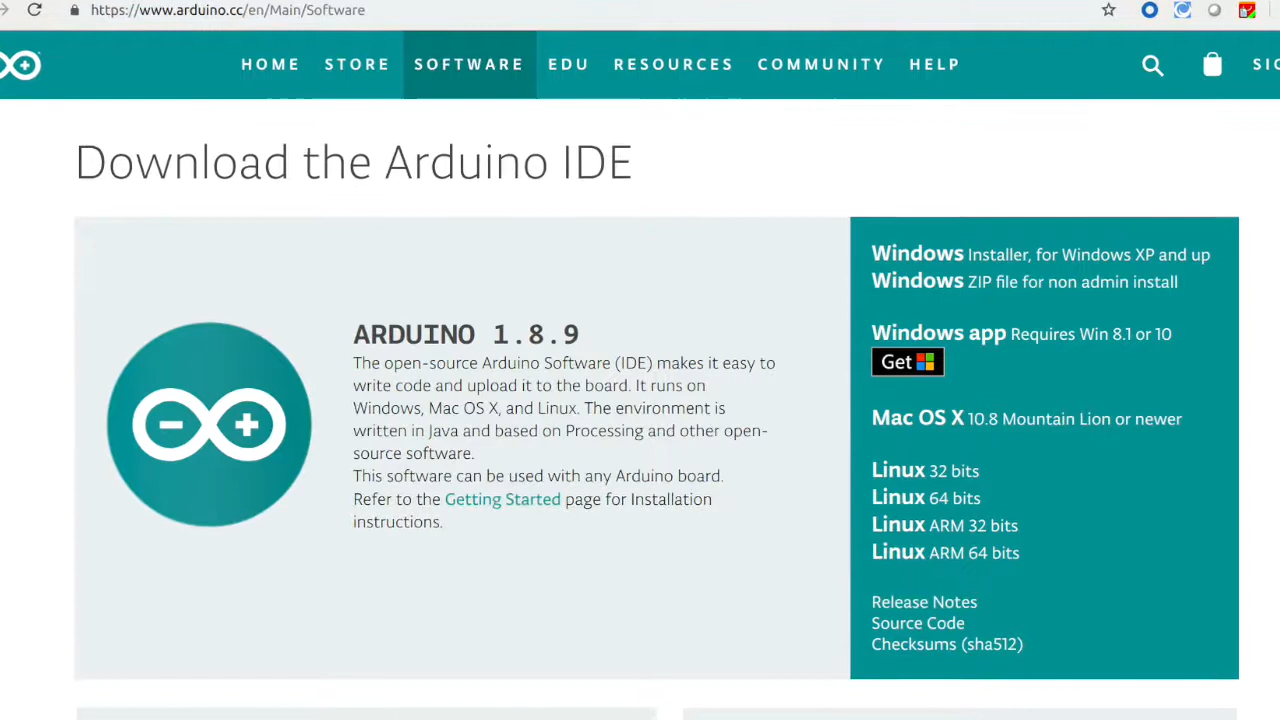 https://www.arduino.cc/en/Main/Software
HOME STORE SOFTWARE EDU RESOURCES COMMUNITY HELP
Download the Arduino IDE
ARDUINO 1.8.9
The open-source Arduino Software (IDE) makes it easy to
write code and upload it to the board. It runs on
Windows, Mac OS X, and Linux. The environment is
written in Java and based on Processing and other open-
source software.
This software can be used with any Arduino board.
Refer to the Getting Started page for Installation
instructions.
Windows Installer, for Windows XP and up
Windows ZIP file for non admin install
Windows app Requires Win 8.1 or 10
Get
Mac OS X 10.8 Mountain Lion or newer
Linux 32 bits
Linux 64 bits
Linux ARM 32 bits
Linux ARM 64 bits
Release Notes
Source Code
Checksums (sha512)